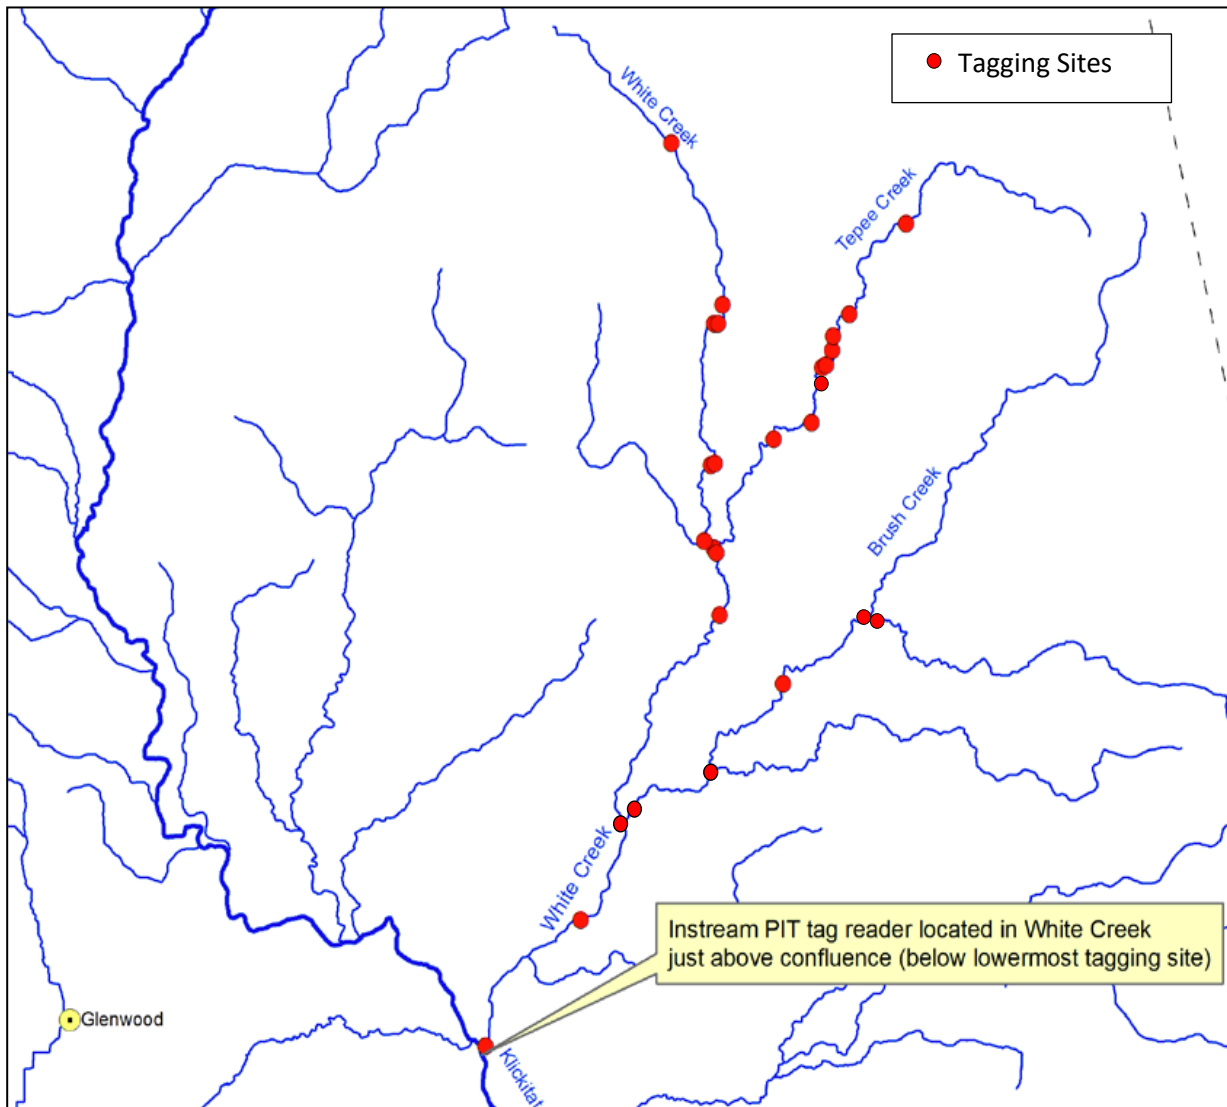 Tagging Sites
White Creek
Tepee Creek
Brush Creek
White Creek
Instream PIT tag reader located in White Creek
just above confluence (below lowermost tagging site)
Glenwood
Klickitat